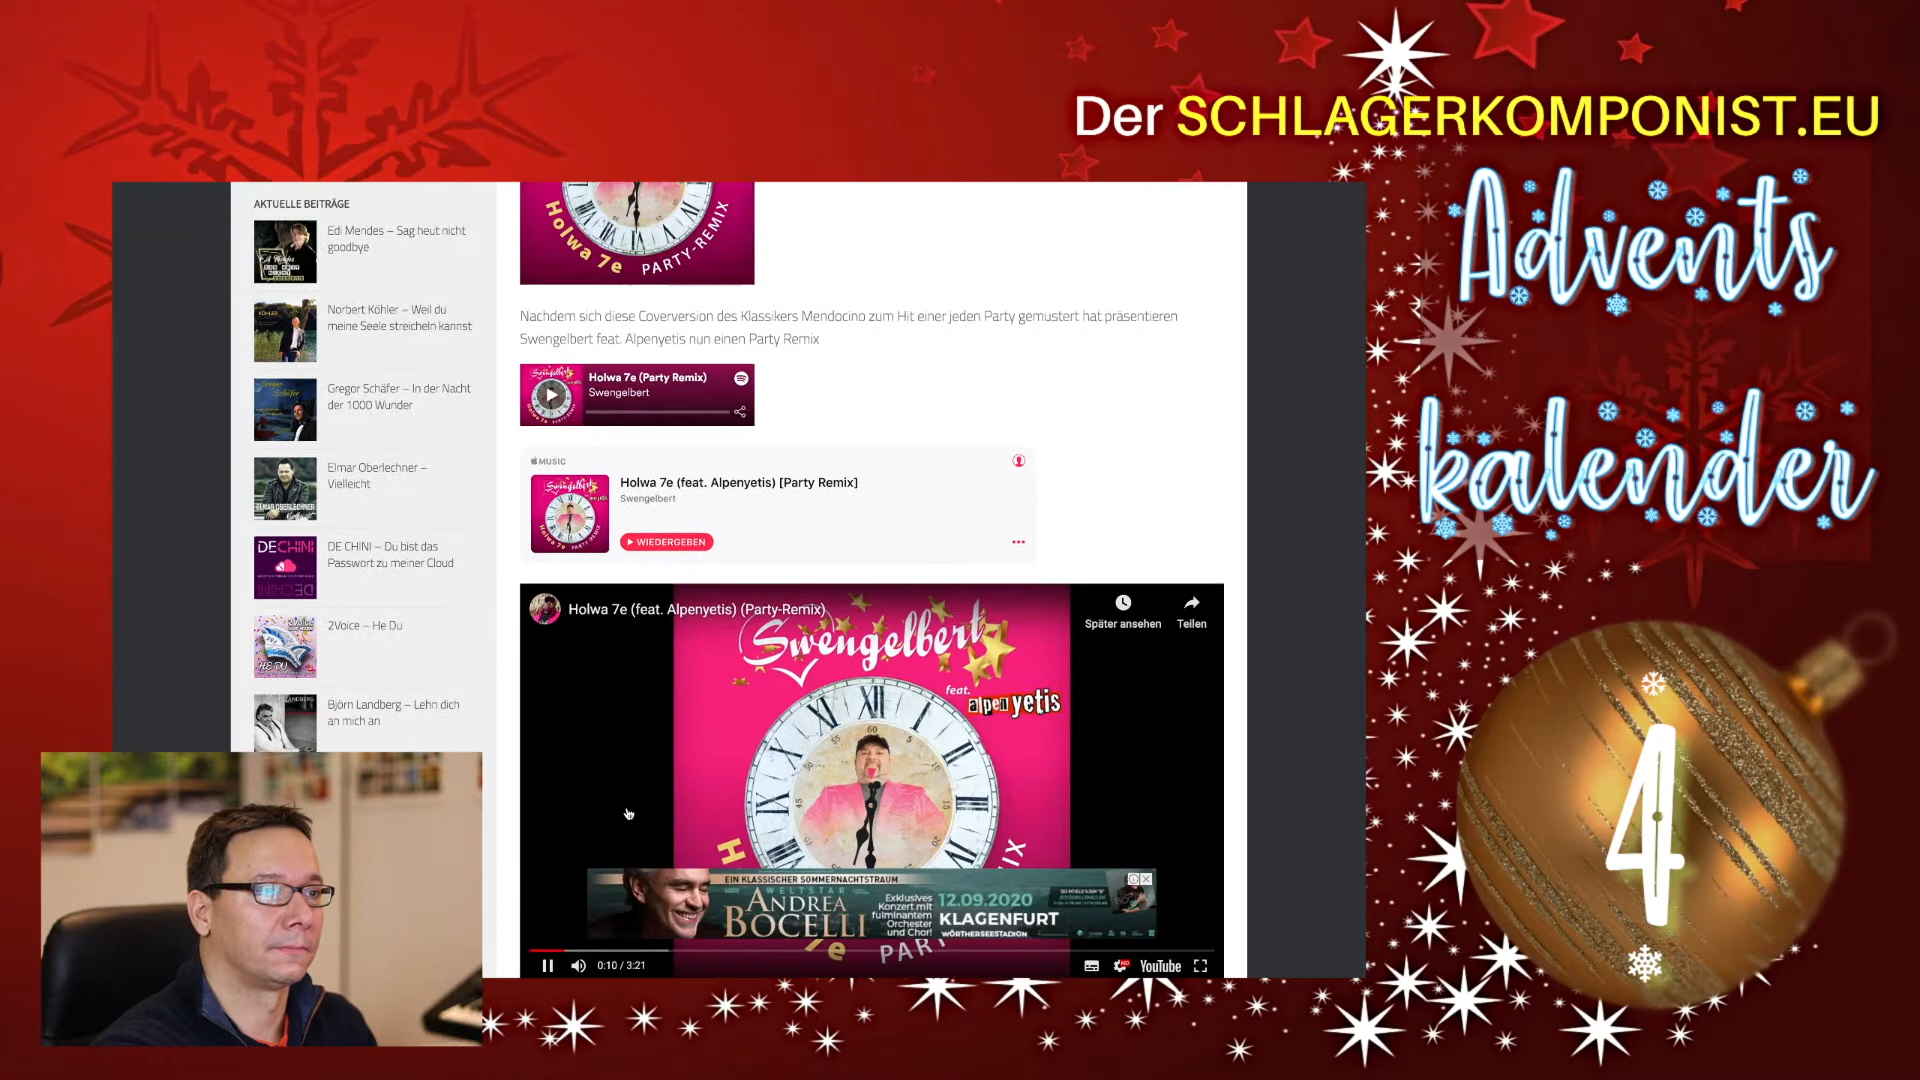 Der SCHLAGERKOMPONIST.EU
Advents
kalender
4
AKTUELLE BEITRÄGE
Edi Mendes – Sag heut nicht
goodbye
Norbert Köhler – Weil du
meine Seele streicheln kannst
Gregor Schäfer – In der Nacht
der 1000 Wunder
Elmar Oberlechner –
Vielleicht
DE CHINI – Du bist das
Passwort zu meiner Cloud
2Voice – He Du
Björn Landberg – Lehn dich
an mich an
Holwa 7e PARTY-REMIX
Nachdem sich diese Coverversion des Klassikers Mendocino zum Hit einer jeden Party gemustert hat präsentieren
Swengelbert feat. Alpenyetis nun einen Party Remix
Holwa 7e (Party Remix)
Swengelbert
MUSIC
Holwa 7e (feat. Alpenyetis) [Party Remix]
Swengelbert
WIEDERGEBEN
Holwa 7e (feat. Alpenyetis) (Party-Remix)
Später ansehen
Teilen
Swengelbert
feat.
alpenyetis
EIN KLASSISCHER SOMMERNACHTSTRAUM
WELTSTAR
ANDREA
BOCELLI
Exklusives
Konzert mit
fulminantem
Orchester
und Chor!
12.09.2020
KLAGENFURT
WÖRTHERSEESTADION
0:10 / 3:21
HD
YouTube